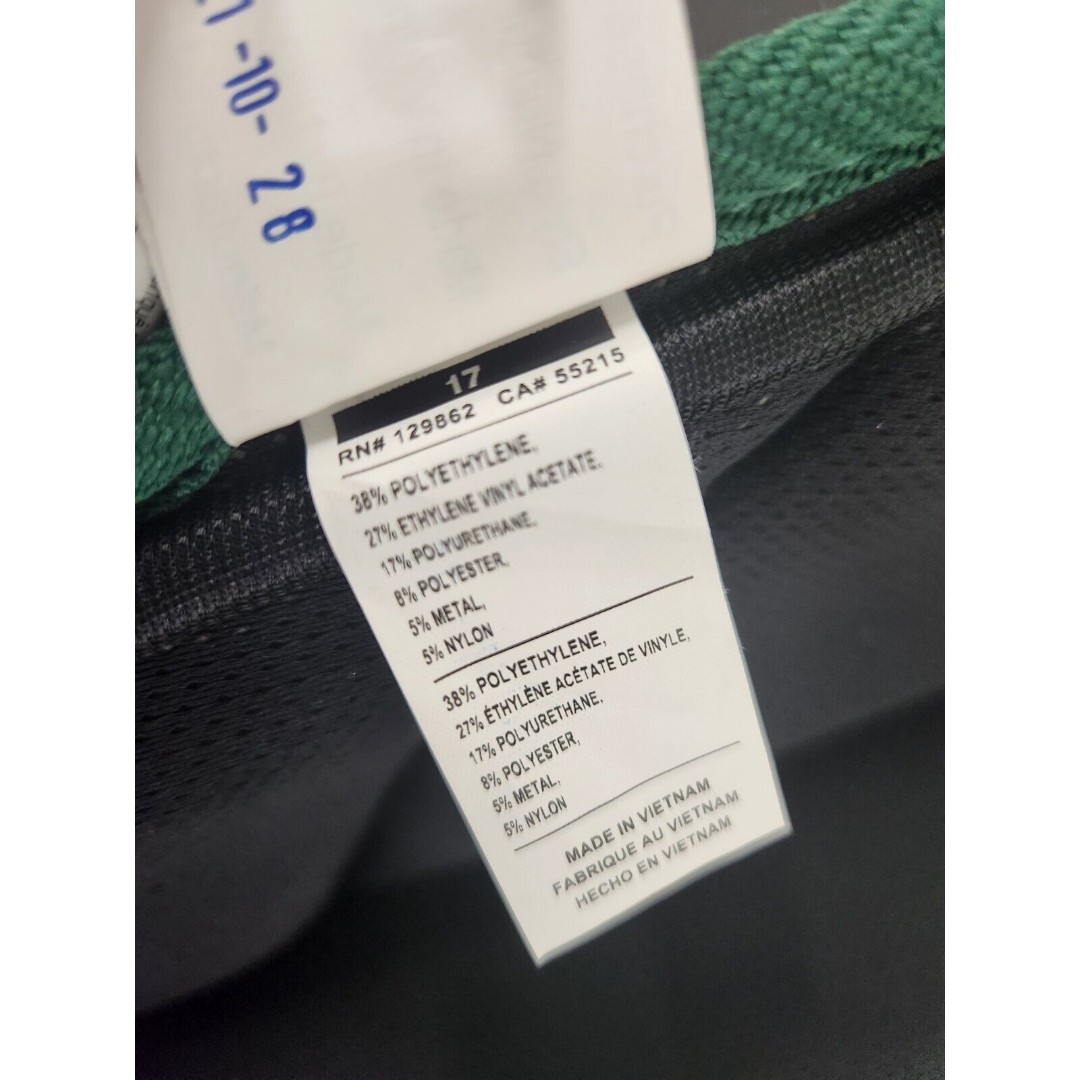 -10-28
17
RN# 129862 CA# 55215
38% POLYETHYLENE,
27% ETHYLENE VINYL ACETATE.
17% POLYURETHANE,
8% POLYESTER,
5% METAL,
5% NYLON
38% POLYETHYLENE,
27% ÉTHYLÈNE ACÉTATE DE VINYLE,
17% POLYURETHANE,
8% POLYESTER,
5% METAL,
5% NYLON
MADE IN VIETNAM
FABRIQUE AU VIETNAM
HECHO EN VIETNAM